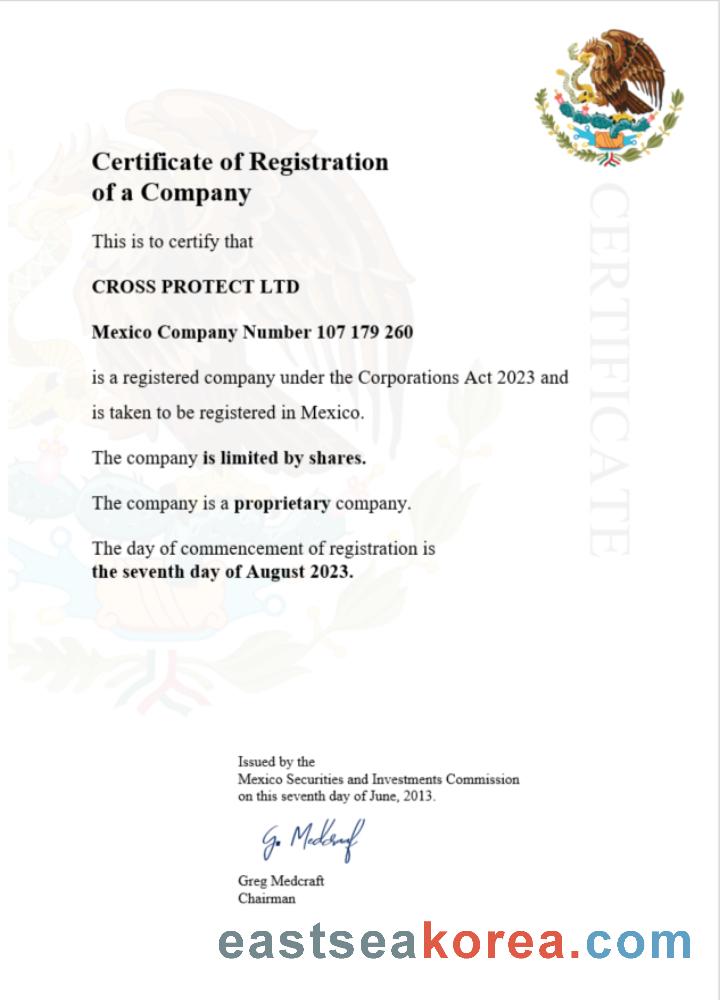 Certificate of Registration
of a Company
This is to certify that
CROSS PROTECT LTD
Mexico Company Number 107 179 260
is a registered company under the Corporations Act 2023 and
is taken to be registered in Mexico.
The company is limited by shares.
The company is a proprietary company.
The day of commencement of registration is
the seventh day of August 2023.
CERTIFICATE
Issued by the
Mexico Securities and Investments Commission
on this seventh day of June, 2013.
G. Medcraft
Greg Medcraft
Chairman
eastseakorea.com